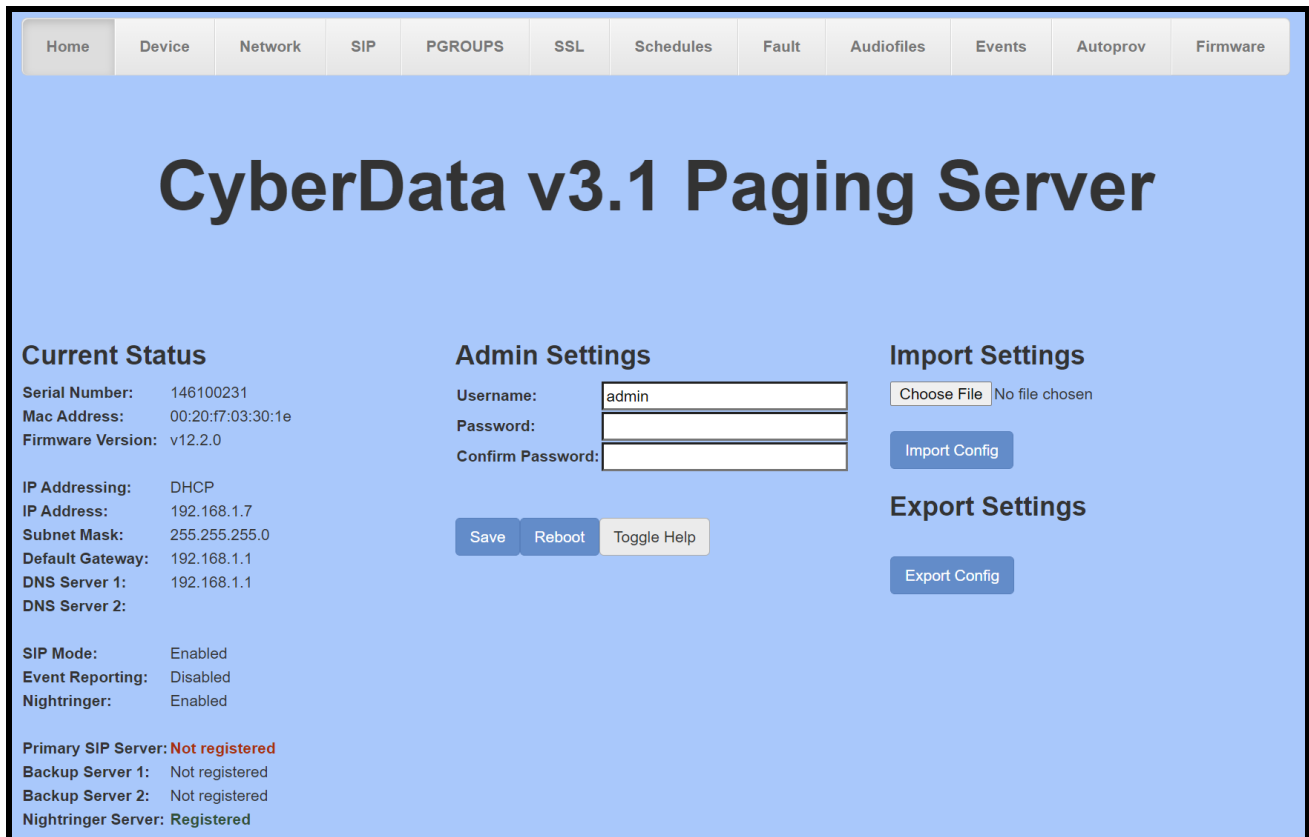 Home Device Network SIP PGROUPS SSL Schedules Fault Audiofiles Events Autoprov Firmware
CyberData v3.1 Paging Server
Current Status
Serial Number: 146100231
Mac Address: 00:20:f7:03:30:1e
Firmware Version: v12.2.0
IP Addressing: DHCP
IP Address: 192.168.1.7
Subnet Mask: 255.255.255.0
Default Gateway: 192.168.1.1
DNS Server 1: 192.168.1.1
DNS Server 2:
SIP Mode: Enabled
Event Reporting: Disabled
Nightringer: Enabled
Primary SIP Server: Not registered
Backup Server 1: Not registered
Backup Server 2: Not registered
Nightringer Server: Registered
Admin Settings
Username: admin
Password:
Confirm Password:
Save Reboot Toggle Help
Import Settings
Choose File No file chosen
Import Config
Export Settings
Export Config